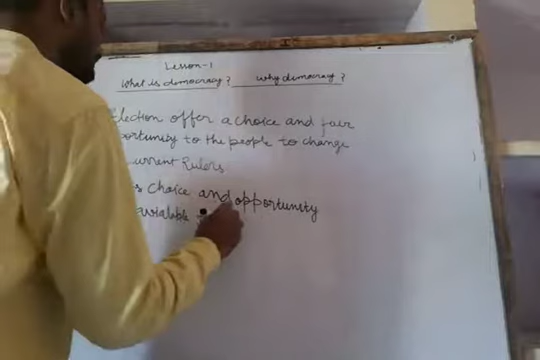 Lesson-1
What is democracy? why democracy?
Election offer a choice and fair
portunity to the people to change
current Rulers
s choice and opportunity
available